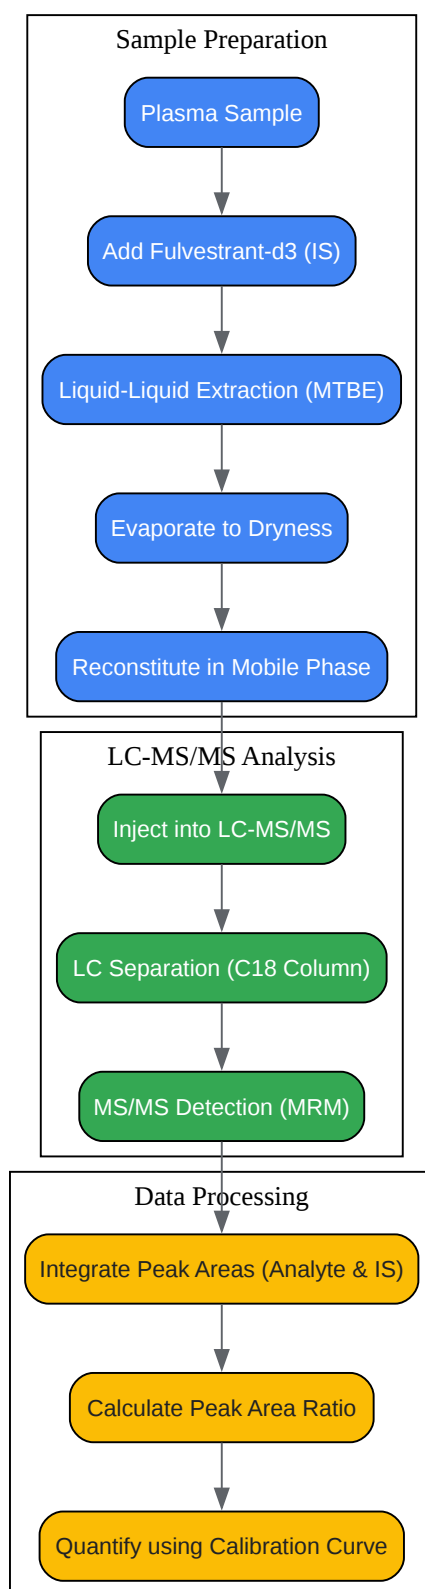 Sample Preparation
Plasma Sample
Add Fulvestrant-d3 (IS)
Liquid-Liquid Extraction (MTBE)
Evaporate to Dryness
Reconstitute in Mobile Phase
LC-MS/MS Analysis
Inject into LC-MS/MS
LC Separation (C18 Column)
MS/MS Detection (MRM)
Data Processing
Integrate Peak Areas (Analyte & IS)
Calculate Peak Area Ratio
Quantify using Calibration Curve